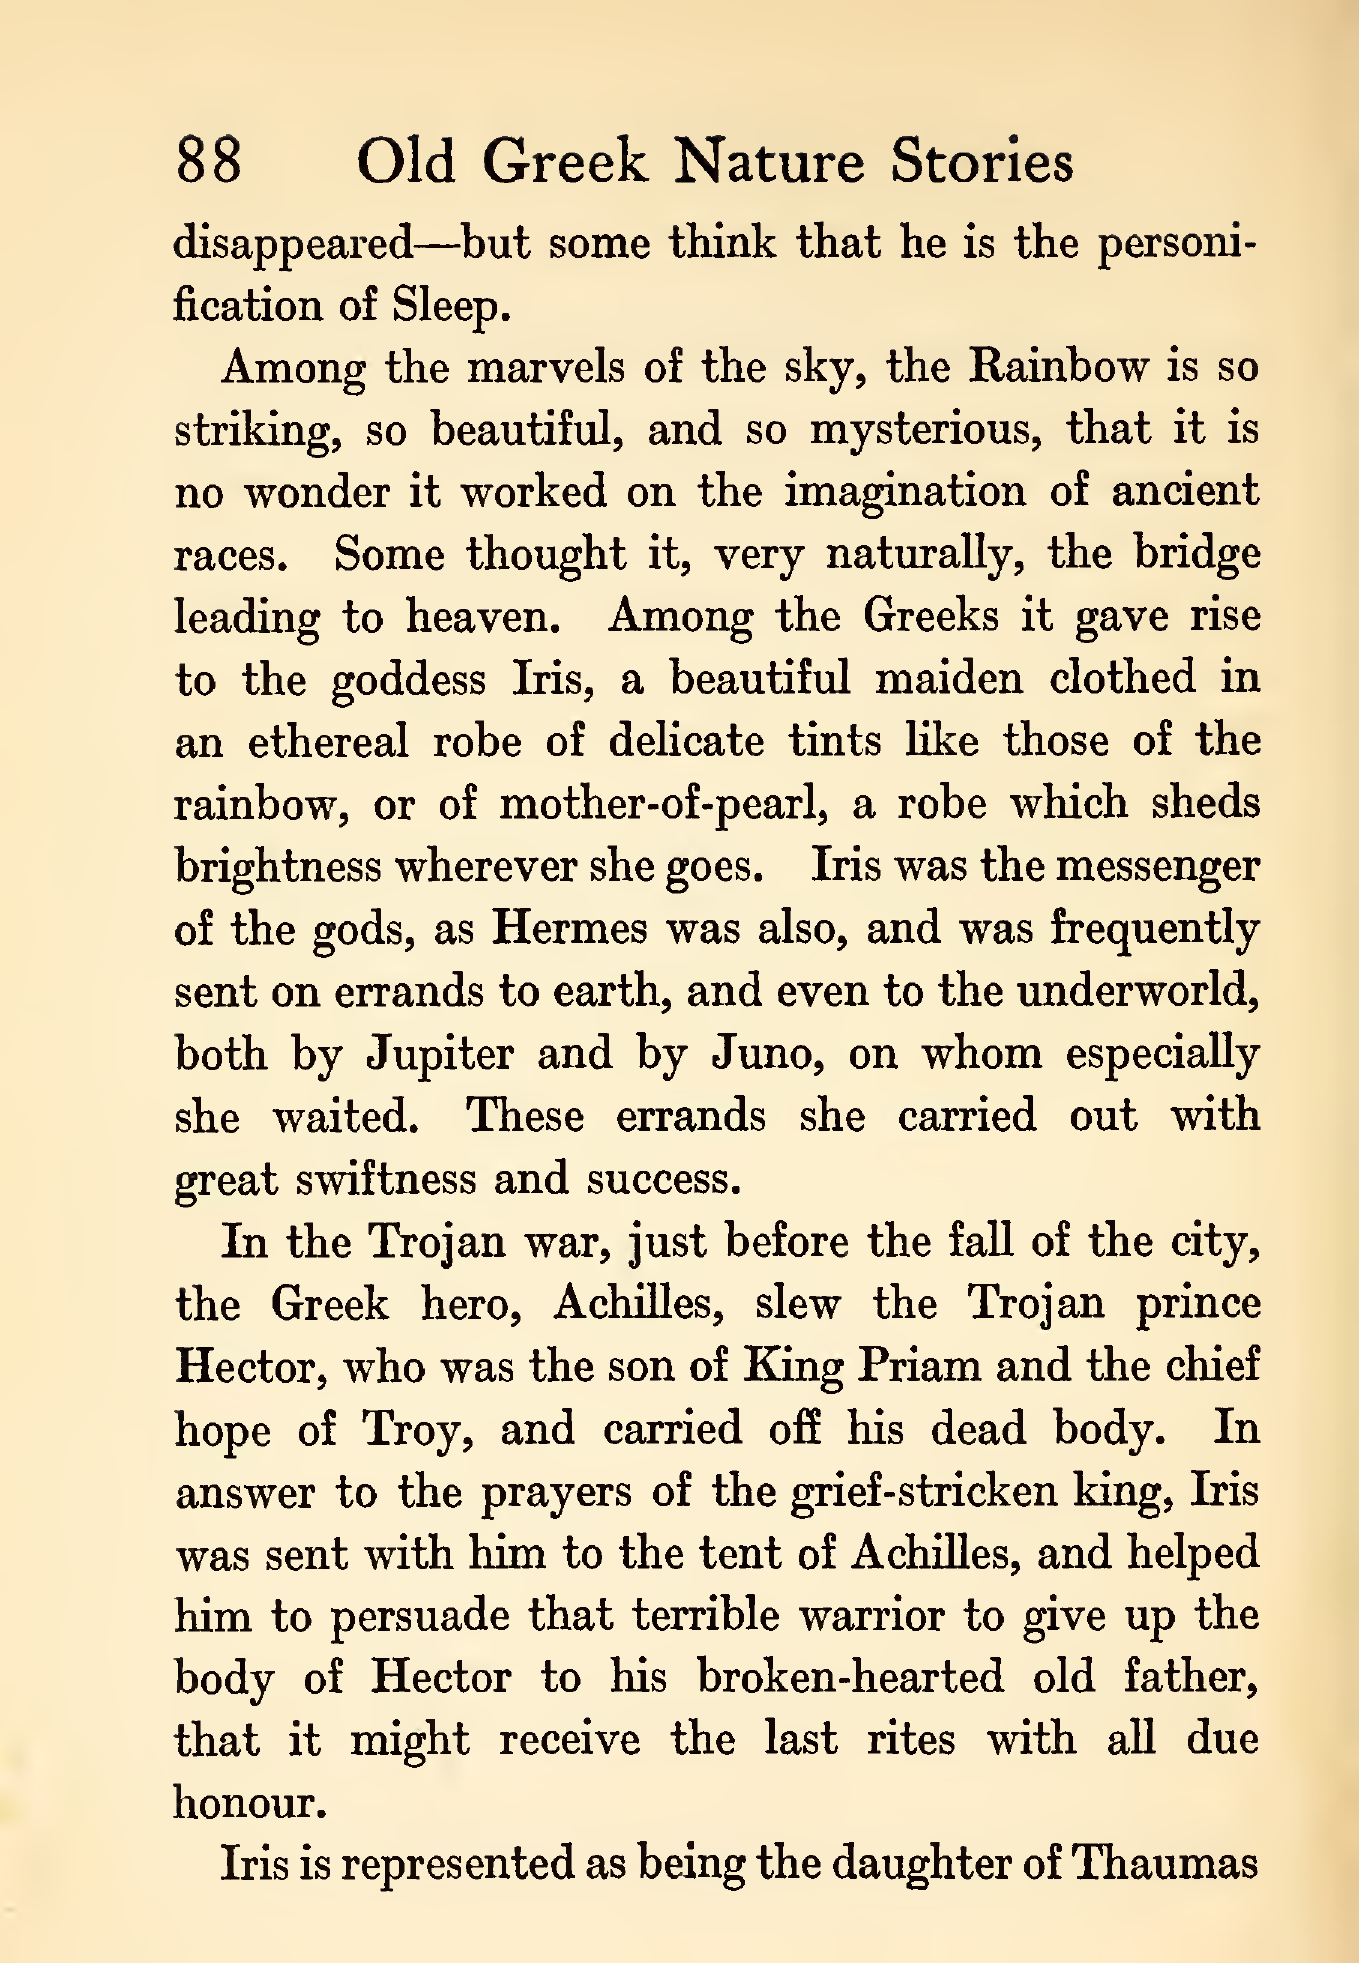 88 Old Greek Nature Stories
disappeared—but some think that he is the personi-
fication of Sleep.
Among the marvels of the sky, the Rainbow is so
striking, so beautiful, and so mysterious, that it is
no wonder it worked on the imagination of ancient
races. Some thought it, very naturally, the bridge
leading to heaven. Among the Greeks it gave rise
to the goddess Iris, a beautiful maiden clothed in
an ethereal robe of delicate tints like those of the
rainbow, or of mother-of-pearl, a robe which sheds
brightness wherever she goes. Iris was the messenger
of the gods, as Hermes was also, and was frequently
sent on errands to earth, and even to the underworld,
both by Jupiter and by Juno, on whom especially
she waited. These errands she carried out with
great swiftness and success.
In the Trojan war, just before the fall of the city,
the Greek hero, Achilles, slew the Trojan prince
Hector, who was the son of King Priam and the chief
hope of Troy, and carried off his dead body. In
answer to the prayers of the grief-stricken king, Iris
was sent with him to the tent of Achilles, and helped
him to persuade that terrible warrior to give up the
body of Hector to his broken-hearted old father,
that it might receive the last rites with all due
honour.
Iris is represented as being the daughter of Thaumas